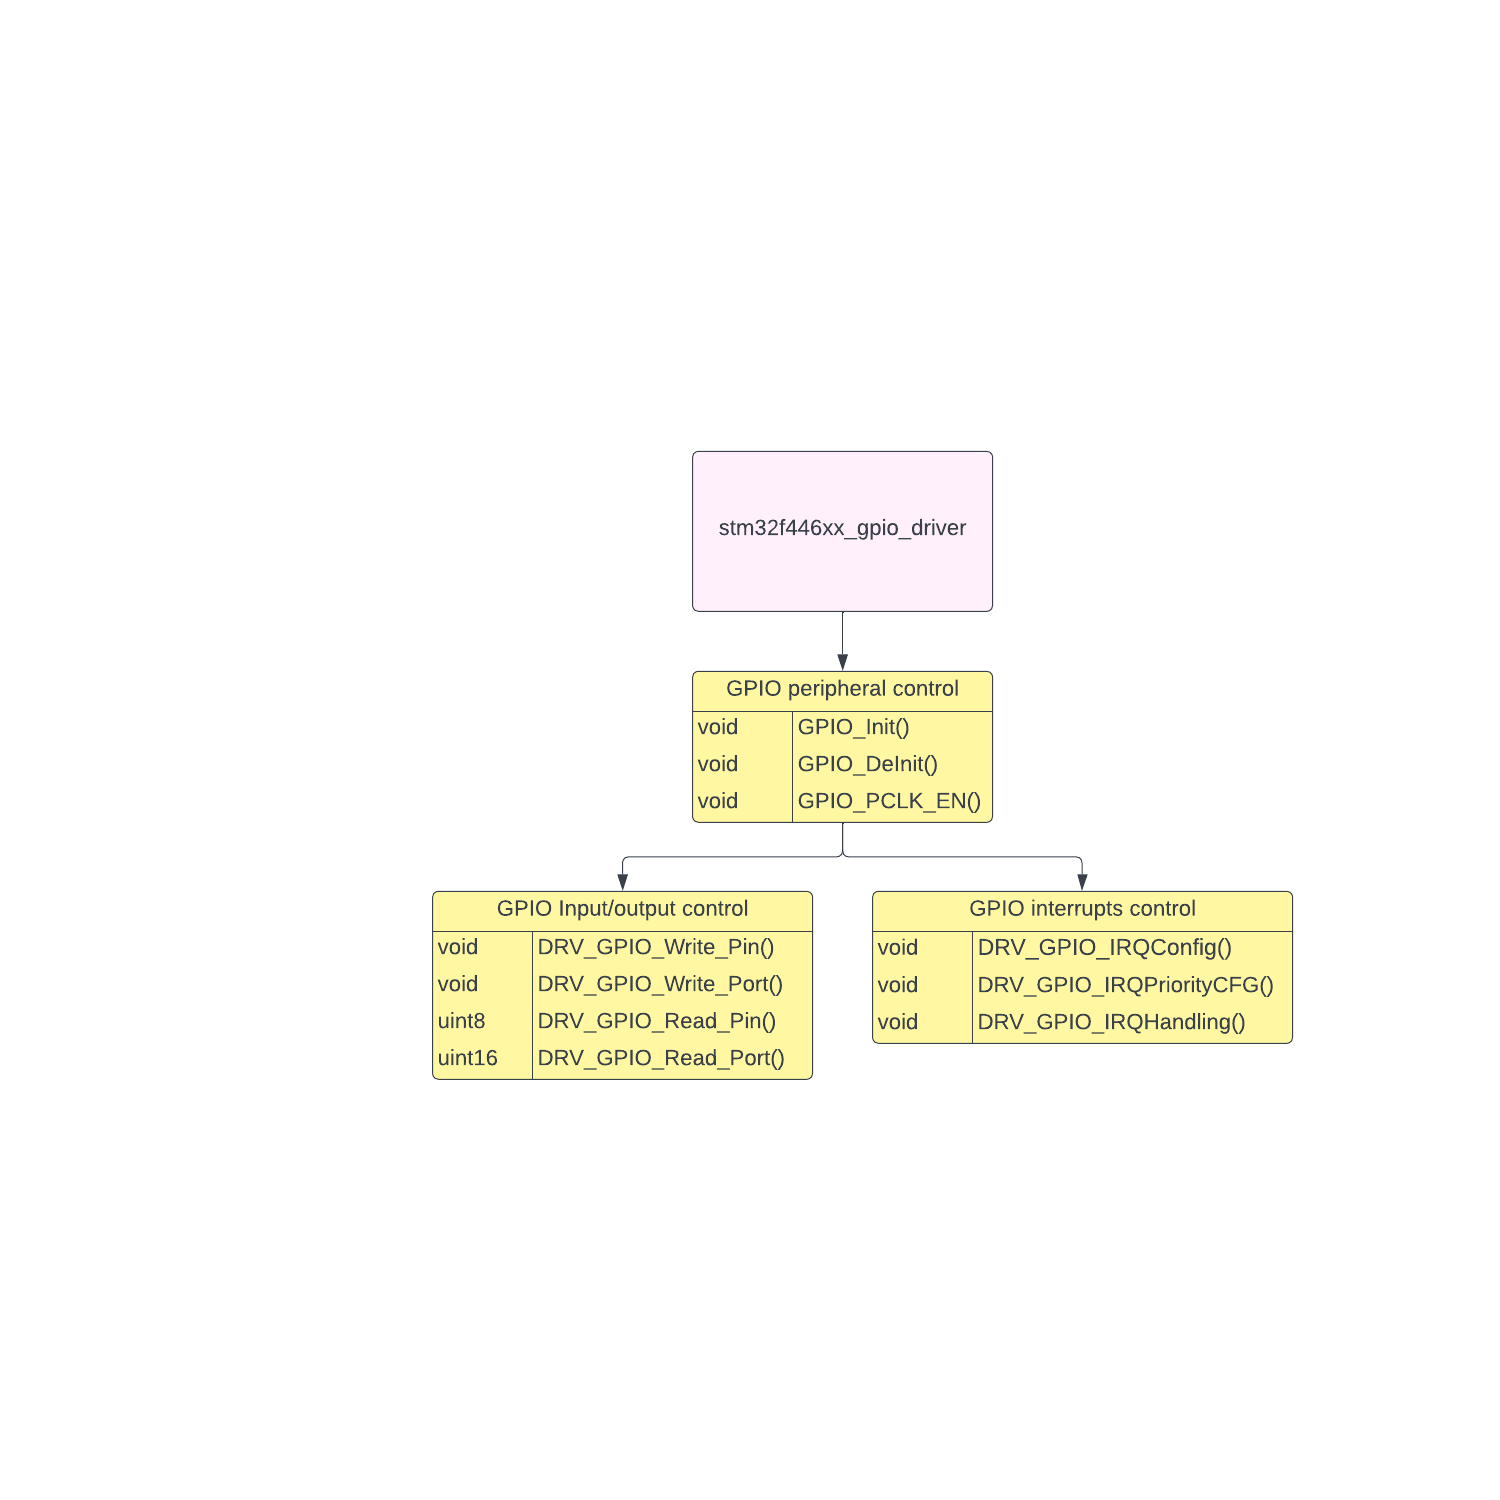 stm32f446xx_gpio_driver
GPIO peripheral control
void GPIO_Init()
void GPIO_DeInit()
void GPIO_PCLK_EN()
GPIO Input/output control
void DRV_GPIO_Write_Pin()
void DRV_GPIO_Write_Port()
uint8 DRV_GPIO_Read_Pin()
uint16 DRV_GPIO_Read_Port()
GPIO interrupts control
void DRV_GPIO_IRQConfig()
void DRV_GPIO_IRQPriorityCFG()
void DRV_GPIO_IRQHandling()